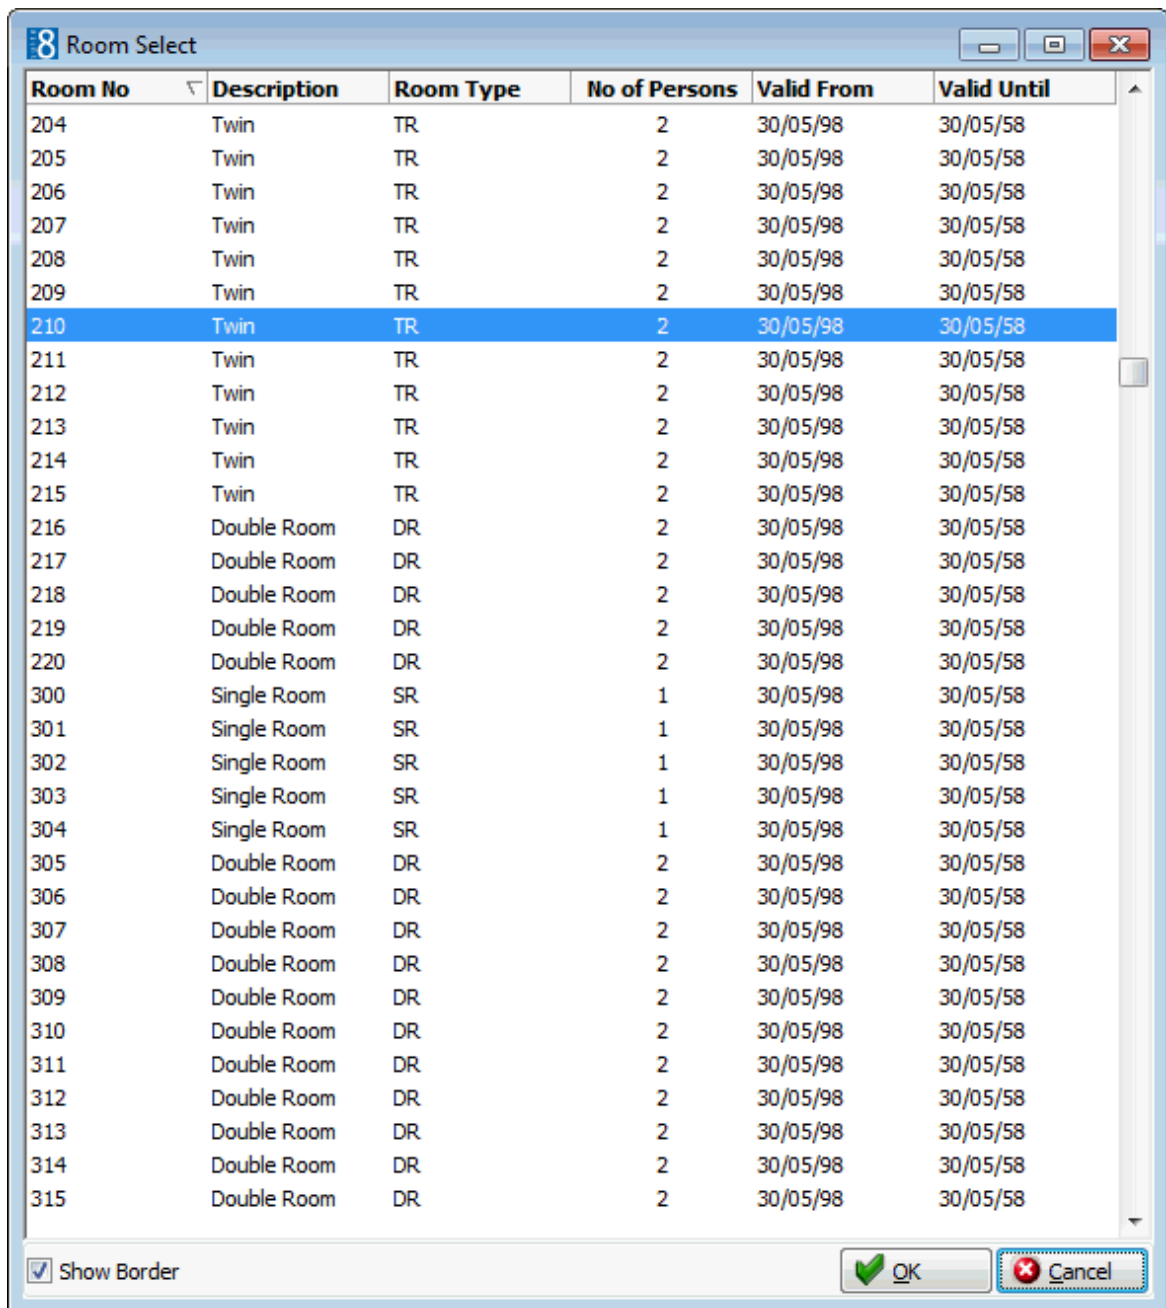 8 Room Select
Room No Description Room Type No of Persons Valid From Valid Until
204 Twin TR 2 30/05/98 30/05/58
205 Twin TR 2 30/05/98 30/05/58
206 Twin TR 2 30/05/98 30/05/58
207 Twin TR 2 30/05/98 30/05/58
208 Twin TR 2 30/05/98 30/05/58
209 Twin TR 2 30/05/98 30/05/58
210 Twin TR 2 30/05/98 30/05/58
211 Twin TR 2 30/05/98 30/05/58
212 Twin TR 2 30/05/98 30/05/58
213 Twin TR 2 30/05/98 30/05/58
214 Twin TR 2 30/05/98 30/05/58
215 Twin TR 2 30/05/98 30/05/58
216 Double Room DR 2 30/05/98 30/05/58
217 Double Room DR 2 30/05/98 30/05/58
218 Double Room DR 2 30/05/98 30/05/58
219 Double Room DR 2 30/05/98 30/05/58
220 Double Room DR 2 30/05/98 30/05/58
300 Single Room SR 1 30/05/98 30/05/58
301 Single Room SR 1 30/05/98 30/05/58
302 Single Room SR 1 30/05/98 30/05/58
303 Single Room SR 1 30/05/98 30/05/58
304 Single Room SR 1 30/05/98 30/05/58
305 Double Room DR 2 30/05/98 30/05/58
306 Double Room DR 2 30/05/98 30/05/58
307 Double Room DR 2 30/05/98 30/05/58
308 Double Room DR 2 30/05/98 30/05/58
309 Double Room DR 2 30/05/98 30/05/58
310 Double Room DR 2 30/05/98 30/05/58
311 Double Room DR 2 30/05/98 30/05/58
312 Double Room DR 2 30/05/98 30/05/58
313 Double Room DR 2 30/05/98 30/05/58
314 Double Room DR 2 30/05/98 30/05/58
315 Double Room DR 2 30/05/98 30/05/58
Show Border OK Cancel